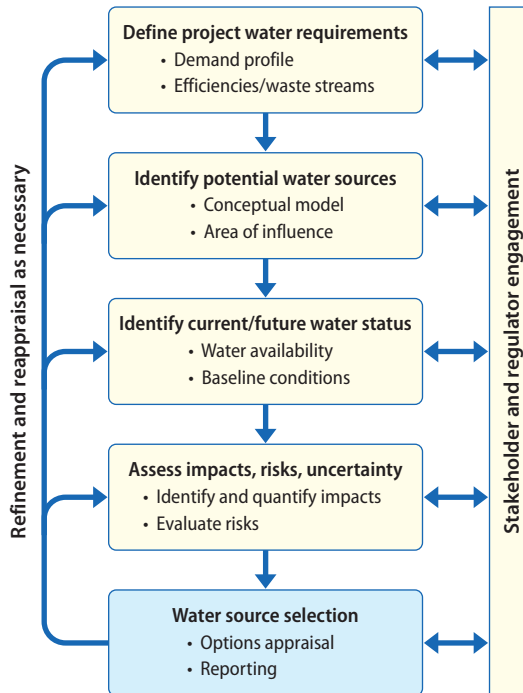 Define project water requirements
• Demand profile
• Efficiencies/waste streams
Identify potential water sources
• Conceptual model
• Area of influence
Identify current/future water status
• Water availability
• Baseline conditions
Assess impacts, risks, uncertainty
• Identify and quantify impacts
• Evaluate risks
Water source selection
• Options appraisal
• Reporting
Refinement and reappraisal as necessary
Stakeholder and regulator engagement